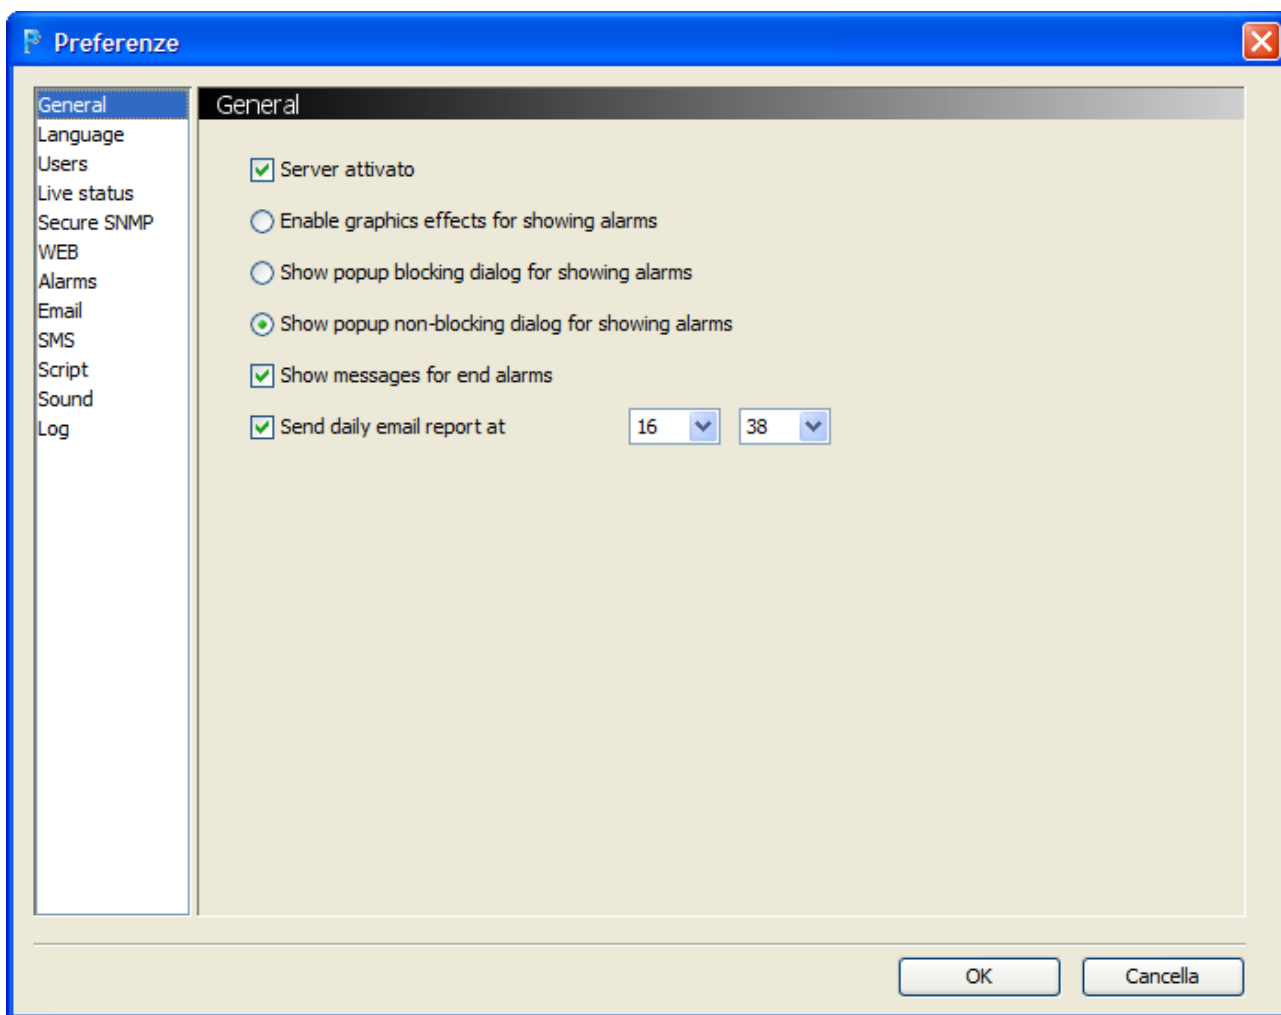 Preferenze
General
Language
Users
Live status
Secure SNMP
WEB
Alarms
Email
SMS
Script
Sound
Log
General
Server attivato
Enable graphics effects for showing alarms
Show popup blocking dialog for showing alarms
Show popup non-blocking dialog for showing alarms
Show messages for end alarms
Send daily email report at 16 38
OK Cancella